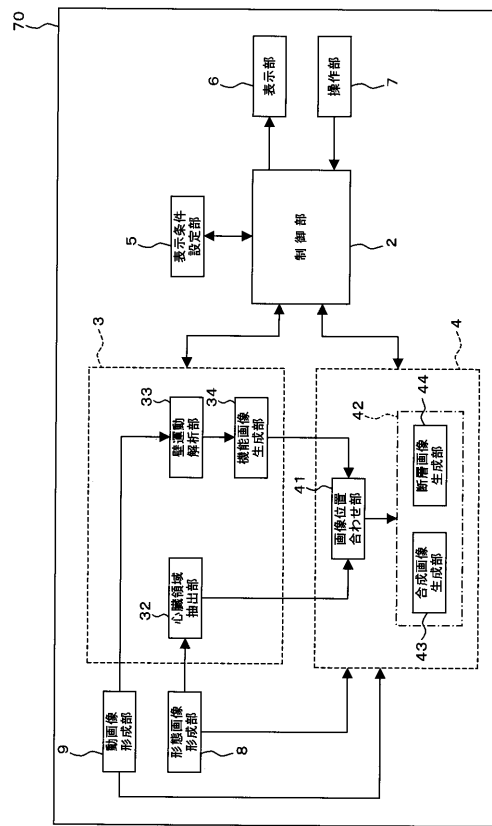 70
9
動画像
形成部
形態画像
形成部
8
3
33
壁運動
解析部
34
機能画像
生成部
32
心臓領域
抽出部
4
41
画像位置
合わせ部
42
44
断層画像
生成部
合成画像
生成部
43
5
表示条件
設定部
制御部
2
6
表示部
操作部
7